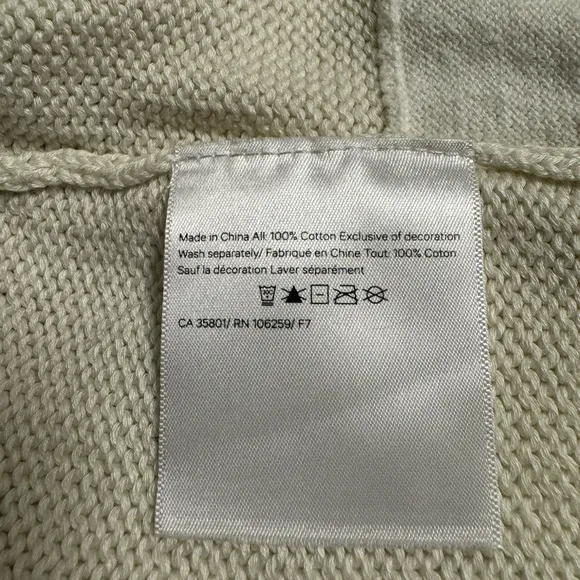 Made in China All: 100% Cotton Exclusive of decoration
Wash separately/ Fabriqué en Chine Tout: 100% Coton
Sauf la décoration Laver séparément
CA 35801/ RN 106259/ F7